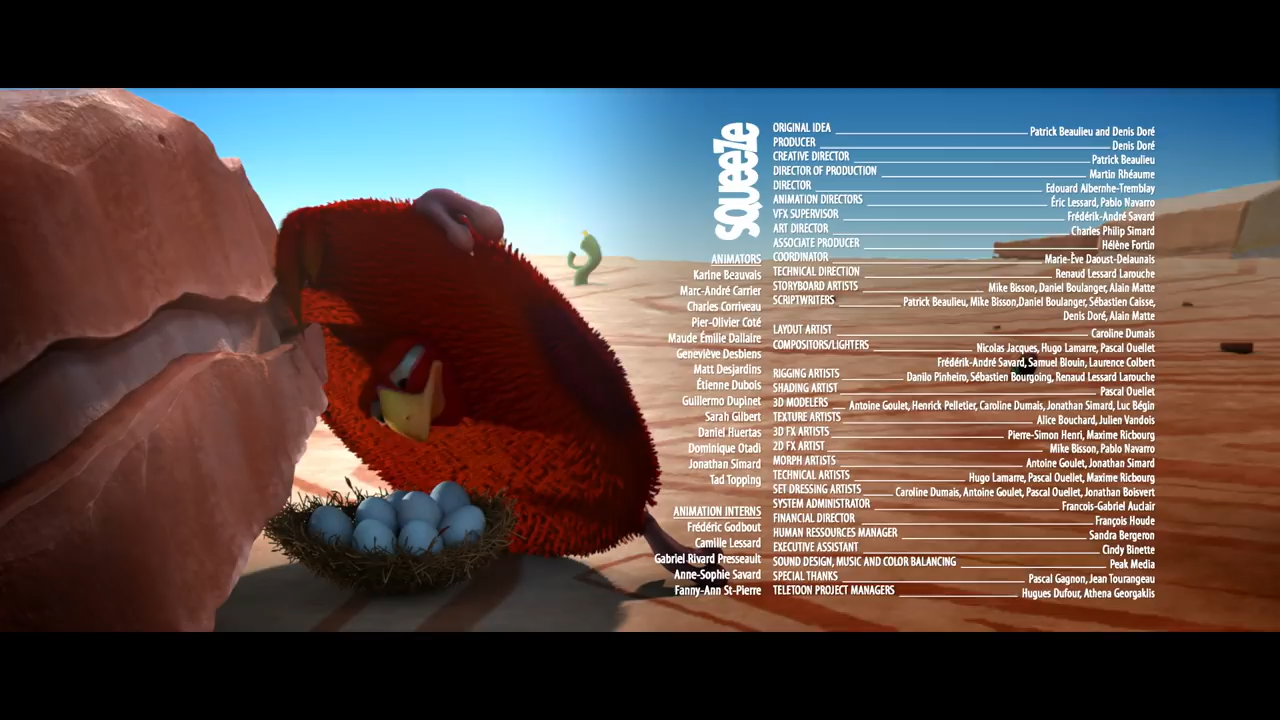 squeeze
ORIGINAL IDEA Patrick Beaulieu and Denis Doré
PRODUCER Denis Doré
CREATIVE DIRECTOR Patrick Beaulieu
DIRECTOR OF PRODUCTION Martin Rhéaume
DIRECTOR Edouard Albernhe-Tremblay
ANIMATION DIRECTORS Éric Lessard, Pablo Navarro
VFX SUPERVISOR Frédérik-André Savard
ART DIRECTOR Charles Philip Simard
ASSOCIATE PRODUCER Hélène Fortin
COORDINATOR Marie-Ève Daoust-Delaunais
TECHNICAL DIRECTION Renaud Lessard Larouche
STORYBOARD ARTISTS Mike Bisson, Daniel Boulanger, Alain Matte
SCRIPTWRITERS Patrick Beaulieu, Mike Bisson,Daniel Boulanger, Sébastien Caisse,
Denis Doré, Alain Matte
LAYOUT ARTIST Caroline Dumais
COMPOSITORS/LIGHTERS Nicolas Jacques, Hugo Lamarre, Pascal Ouellet
Frédérik-André Savard, Samuel Blouin, Laurence Colbert
RIGGING ARTISTS Danilo Pinheiro, Sébastien Bourgoing, Renaud Lessard Larouche
SHADING ARTIST Pascal Ouellet
3D MODELERS Antoine Goulet, Henrick Pelletier, Caroline Dumais, Jonathan Simard, Luc Bégin
TEXTURE ARTISTS Alice Bouchard, Julien Vandois
3D FX ARTISTS Pierre-Simon Henri, Maxime Ricbourg
2D FX ARTIST Mike Bisson, Pablo Navarro
MORPH ARTISTS Antoine Goulet, Jonathan Simard
TECHNICAL ARTISTS Hugo Lamarre, Pascal Ouellet, Maxime Ricbourg
SET DRESSING ARTISTS Caroline Dumais, Antoine Goulet, Pascal Ouellet, Jonathan Boisvert
SYSTEM ADMINISTRATOR Francois-Gabriel Auclair
FINANCIAL DIRECTOR François Houde
HUMAN RESSOURCES MANAGER Sandra Bergeron
EXECUTIVE ASSISTANT Cindy Binette
SOUND DESIGN, MUSIC AND COLOR BALANCING Peak Media
SPECIAL THANKS Pascal Gagnon, Jean Tourangeau
TELETOON PROJECT MANAGERS Hugues Dufour, Athena Georgaklis
ANIMATORS
Karine Beauvais
Marc-André Carrier
Charles Corriveau
Pier-Olivier Coté
Maude Émilie Dallaire
Geneviève Desbiens
Matt Desjardins
Étienne Dubois
Guillermo Dupinet
Sarah Gilbert
Daniel Huertas
Dominique Otadi
Jonathan Simard
Tad Topping
ANIMATION INTERNS
Frédéric Godbout
Camille Lessard
Gabriel Rivard Presseault
Anne-Sophie Savard
Fanny-Ann St-Pierre